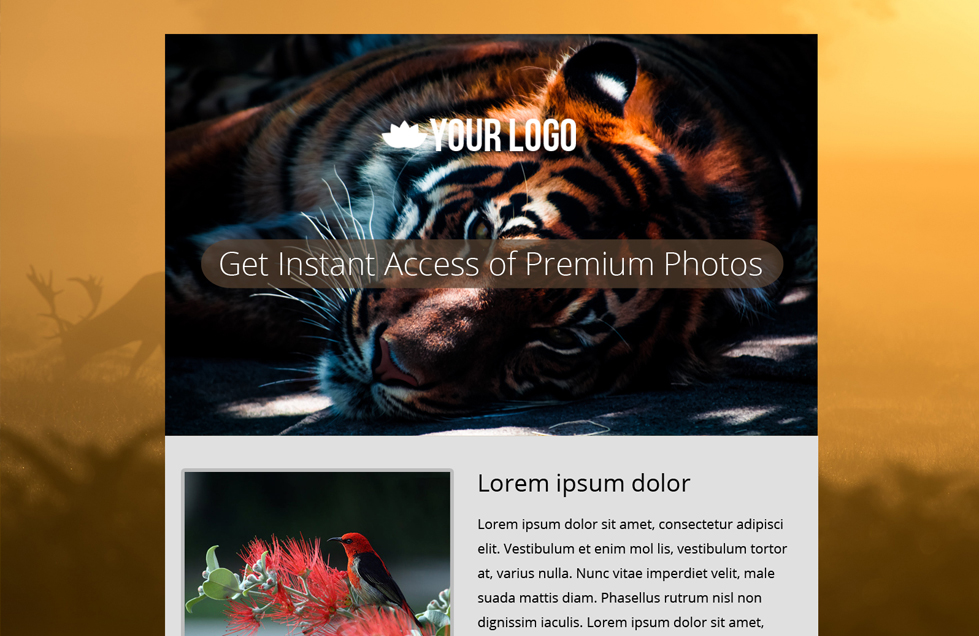 YOUR LOGO
Get Instant Access of Premium Photos
Lorem ipsum dolor
Lorem ipsum dolor sit amet, consectetur adipisci
elit. Vestibulum et enim mol lis, vestibulum tortor
at, varius nulla. Nunc vitae imperdiet velit, male
suada mattis diam. Phasellus rutrum nisl non
dignissim iaculis. Lorem ipsum dolor sit amet,